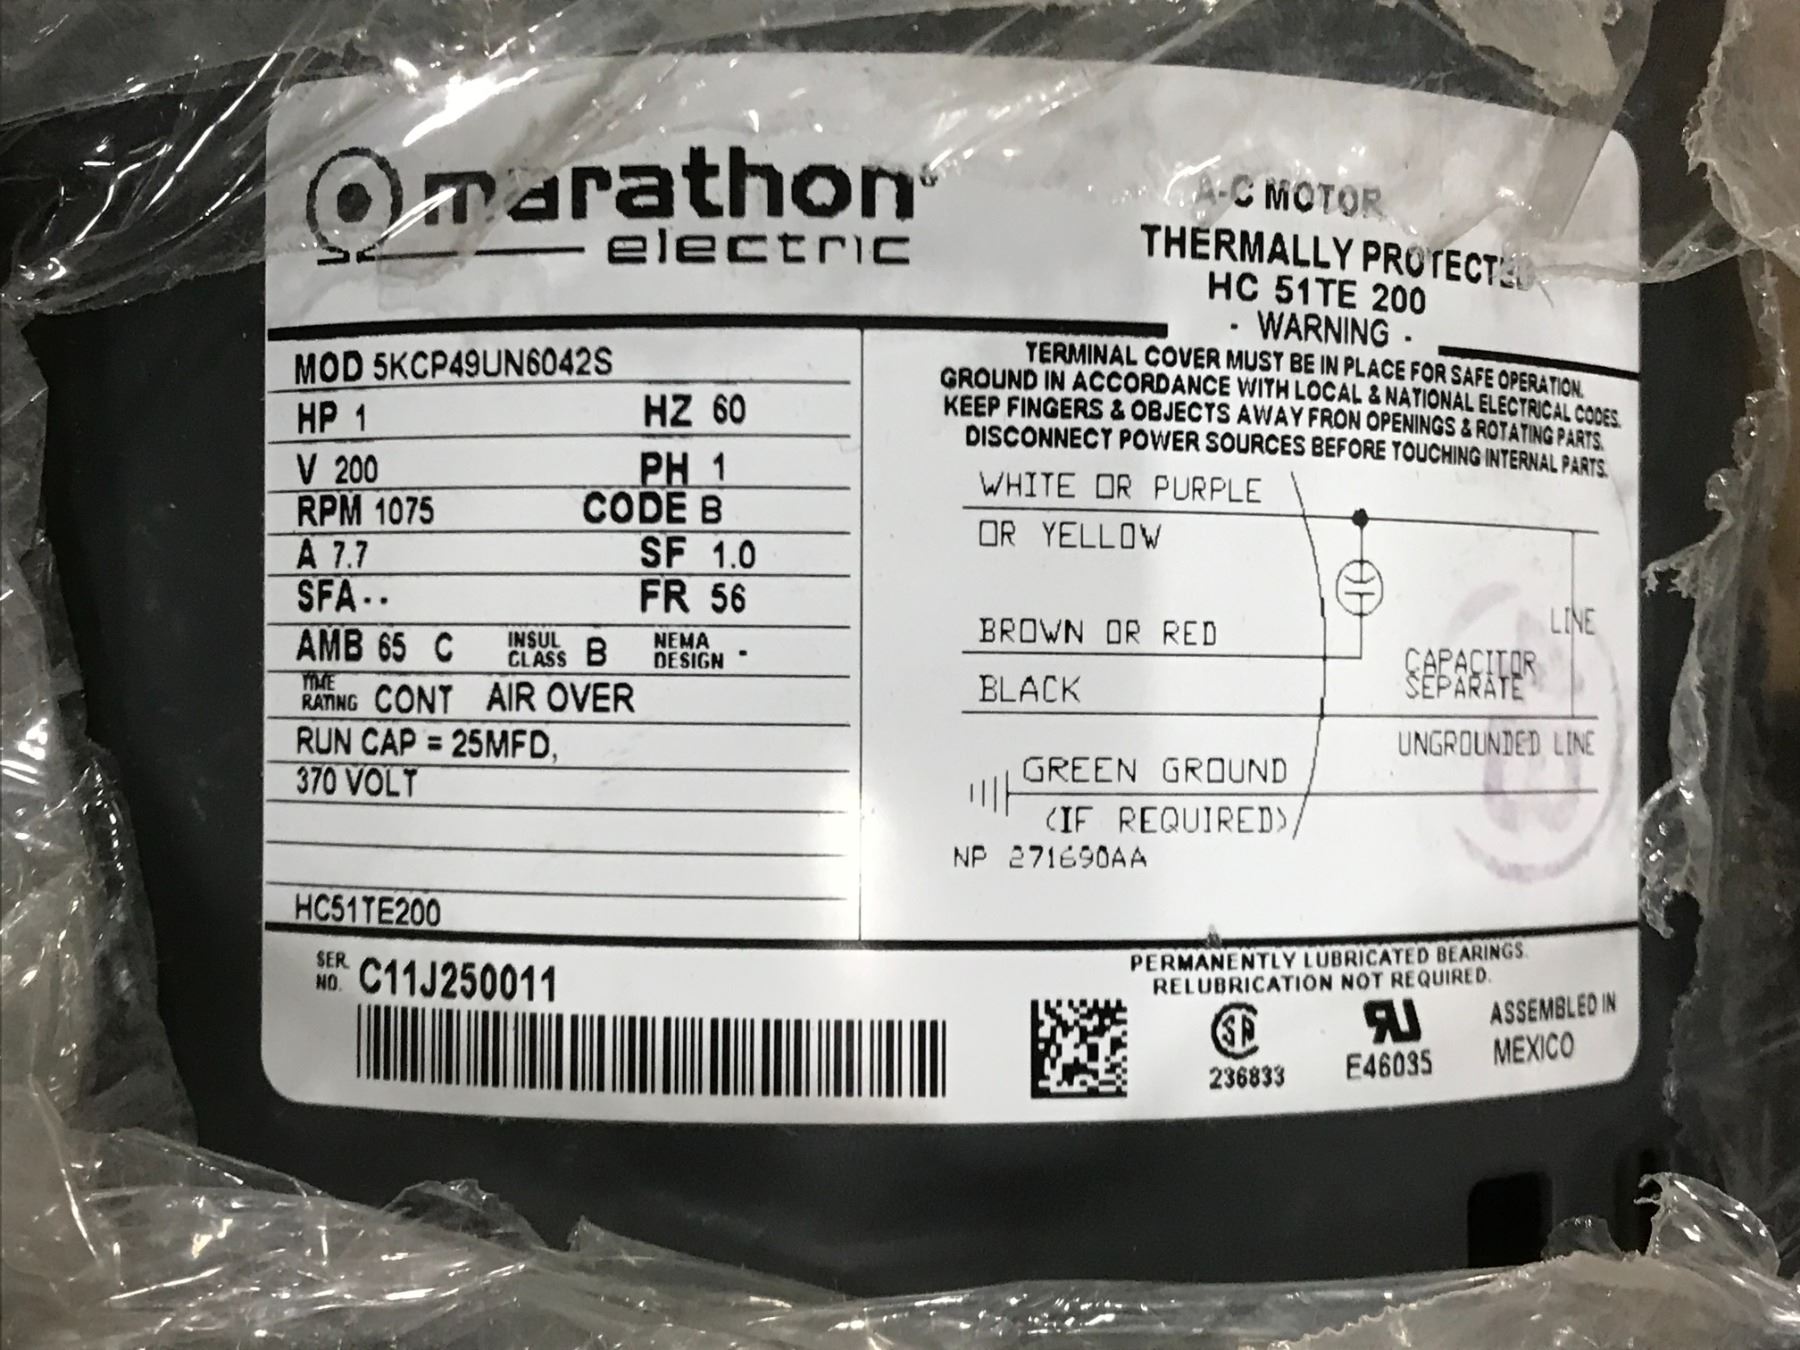 marathon
electric
A-C MOTOR
THERMALLY PROTECTED
HC 51TE 200
- WARNING -
TERMINAL COVER MUST BE IN PLACE FOR SAFE OPERATION.
GROUND IN ACCORDANCE WITH LOCAL & NATIONAL ELECTRICAL CODES.
KEEP FINGERS & OBJECTS AWAY FRON OPENINGS & ROTATING PARTS.
DISCONNECT POWER SOURCES BEFORE TOUCHING INTERNAL PARTS.
MOD 5KCP49UN6042S
HP 1 HZ 60
V 200 PH 1
RPM 1075 CODE B
A 7.7 SF 1.0
SFA -- FR 56
AMB 65 C INSUL CLASS B NEMA DESIGN -
TIME RATING CONT AIR OVER
RUN CAP = 25MFD,
370 VOLT
HC51TE200
WHITE OR PURPLE
OR YELLOW
BROWN OR RED
BLACK
LINE
CAPACITOR
SEPARATE
UNGROUNDED LINE
GREEN GROUND
(IF REQUIRED)
NP 271690AA
SER. NO. C11J250011
PERMANENTLY LUBRICATED BEARINGS.
RELUBRICATION NOT REQUIRED.
236833
E46035
ASSEMBLED IN
MEXICO